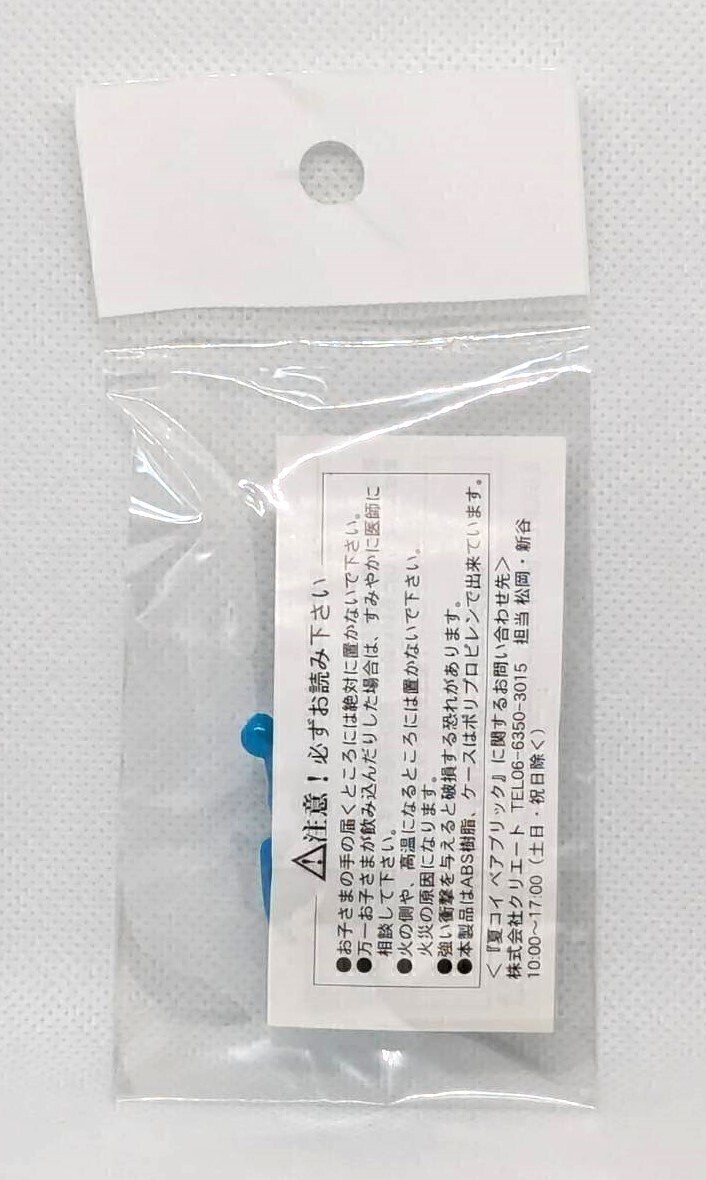 ⚠注意！必ずお読み下さい
●お子さまの手の届くところには絶対に置かないで下さい。
●万一お子さまが飲み込んだりした場合は、すみやかに医師に
相談して下さい。
●火の側や、高温になるところには置かないで下さい。
火災の原因になります。
●強い衝撃を与えると破損する恐れがあります。
●本製品はABS樹脂、ケースはポリプロピレンで出来ています。
＜『夏コイ ベアブリック』に関するお問い合わせ先＞
株式会社クリエート TEL06-6350-3015 担当 松岡・新谷
10:00～17:00（土日・祝日除く）